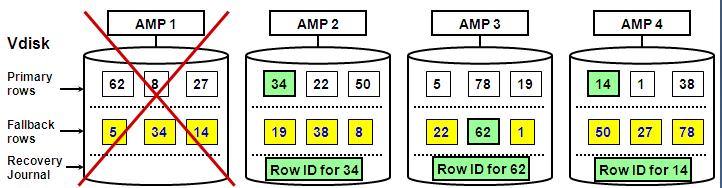 AMP 1 AMP 2 AMP 3 AMP 4
Vdisk
Primary rows 62 8 27 34 22 50 5 78 19 14 1 38
Fallback rows 5 34 14 19 38 8 22 62 1 50 27 78
Recovery Journal Row ID for 34 Row ID for 62 Row ID for 14